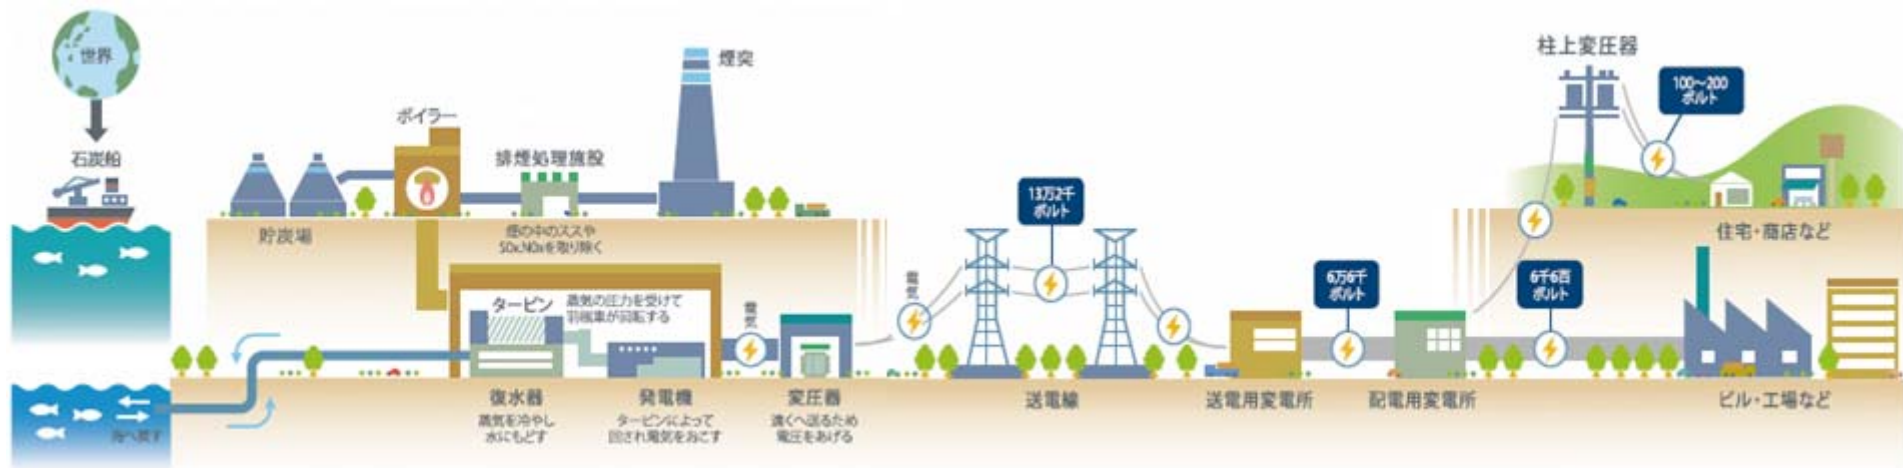 世界
石炭船
貯炭場
ボイラー
排煙処理施設
煙の中のススや
SOx,NOxを取り除く
煙突
タービン
蒸気の圧力を受けて
羽根車が回転する
復水器
蒸気を冷やし
水にもどす
海へ戻す
発電機
タービンによって
回され電気をおこす
電気
変圧器
遠くへ送るため
電圧をあげる
電気
13万2千
ボルト
送電線
送電用変電所
6万6千
ボルト
配電用変電所
6千6百
ボルト
柱上変圧器
100〜200
ボルト
住宅・商店など
ビル・工場など